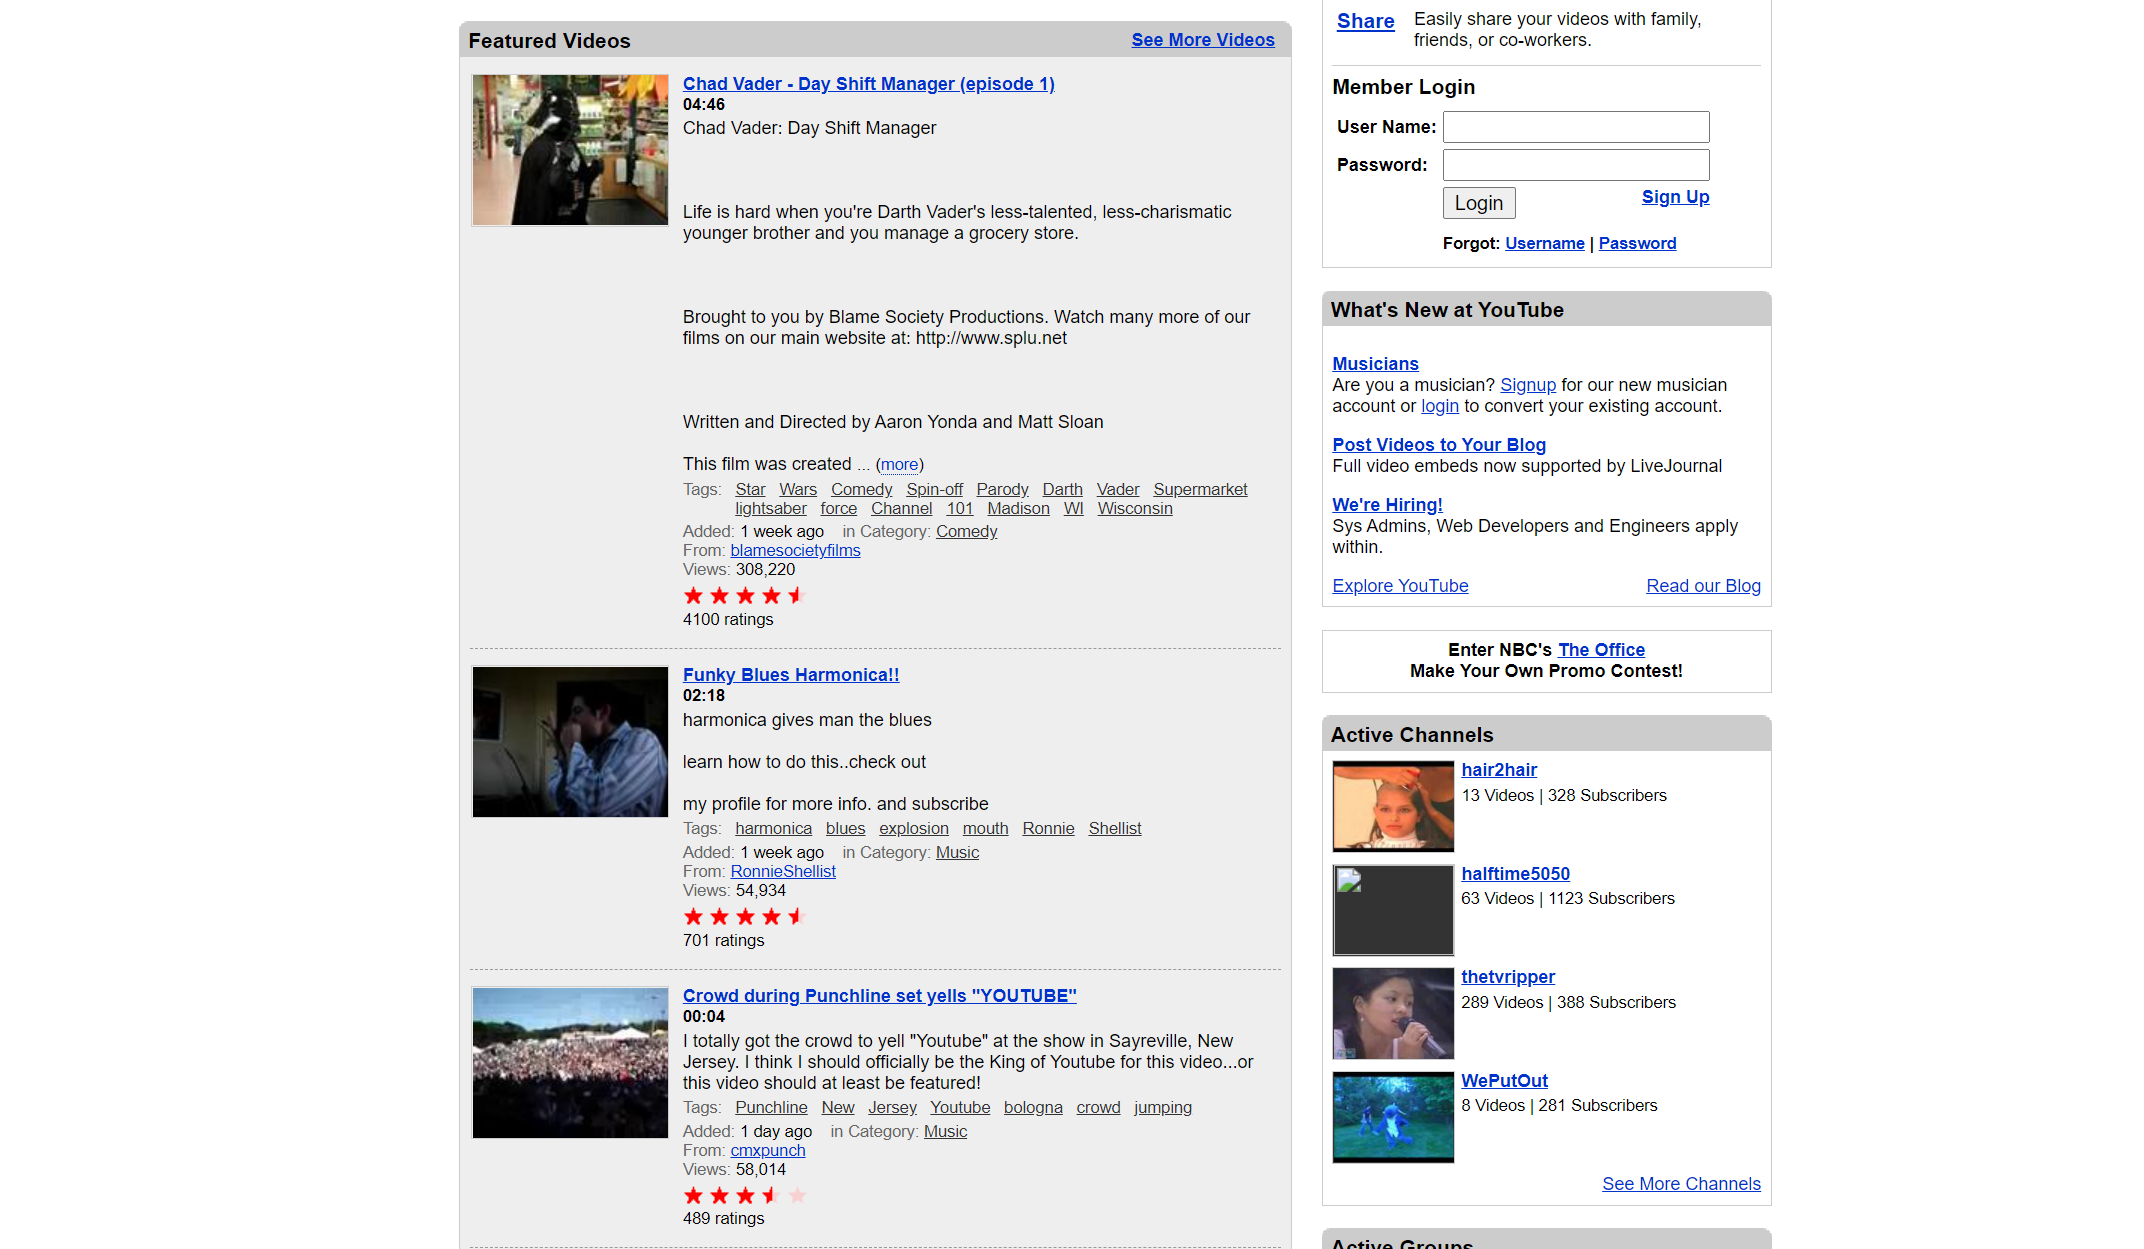 Featured Videos
See More Videos
Chad Vader - Day Shift Manager (episode 1)
04:46
Chad Vader: Day Shift Manager
Life is hard when you're Darth Vader's less-talented, less-charismatic
younger brother and you manage a grocery store.
Brought to you by Blame Society Productions. Watch many more of our
films on our main website at: http://www.splu.net
Written and Directed by Aaron Yonda and Matt Sloan
This film was created ... (more)
Tags: Star Wars Comedy Spin-off Parody Darth Vader Supermarket
lightsaber force Channel 101 Madison WI Wisconsin
Added: 1 week ago in Category: Comedy
From: blamesocietyfilms
Views: 308,220
4100 ratings
Funky Blues Harmonica!!
02:18
harmonica gives man the blues
learn how to do this..check out
my profile for more info. and subscribe
Tags: harmonica blues explosion mouth Ronnie Shellist
Added: 1 week ago in Category: Music
From: RonnieShellist
Views: 54,934
701 ratings
Crowd during Punchline set yells "YOUTUBE"
00:04
I totally got the crowd to yell "Youtube" at the show in Sayreville, New
Jersey. I think I should officially be the King of Youtube for this video...or
this video should at least be featured!
Tags: Punchline New Jersey Youtube bologna crowd jumping
Added: 1 day ago in Category: Music
From: cmxpunch
Views: 58,014
489 ratings
Share Easily share your videos with family,
friends, or co-workers.
Member Login
User Name:
Password:
Login
Sign Up
Forgot: Username | Password
What's New at YouTube
Musicians
Are you a musician? Signup for our new musician
account or login to convert your existing account.
Post Videos to Your Blog
Full video embeds now supported by LiveJournal
We're Hiring!
Sys Admins, Web Developers and Engineers apply
within.
Explore YouTube
Read our Blog
Enter NBC's The Office
Make Your Own Promo Contest!
Active Channels
hair2hair
13 Videos | 328 Subscribers
halftime5050
63 Videos | 1123 Subscribers
thetvripper
289 Videos | 388 Subscribers
WePutOut
8 Videos | 281 Subscribers
See More Channels
Active Groups